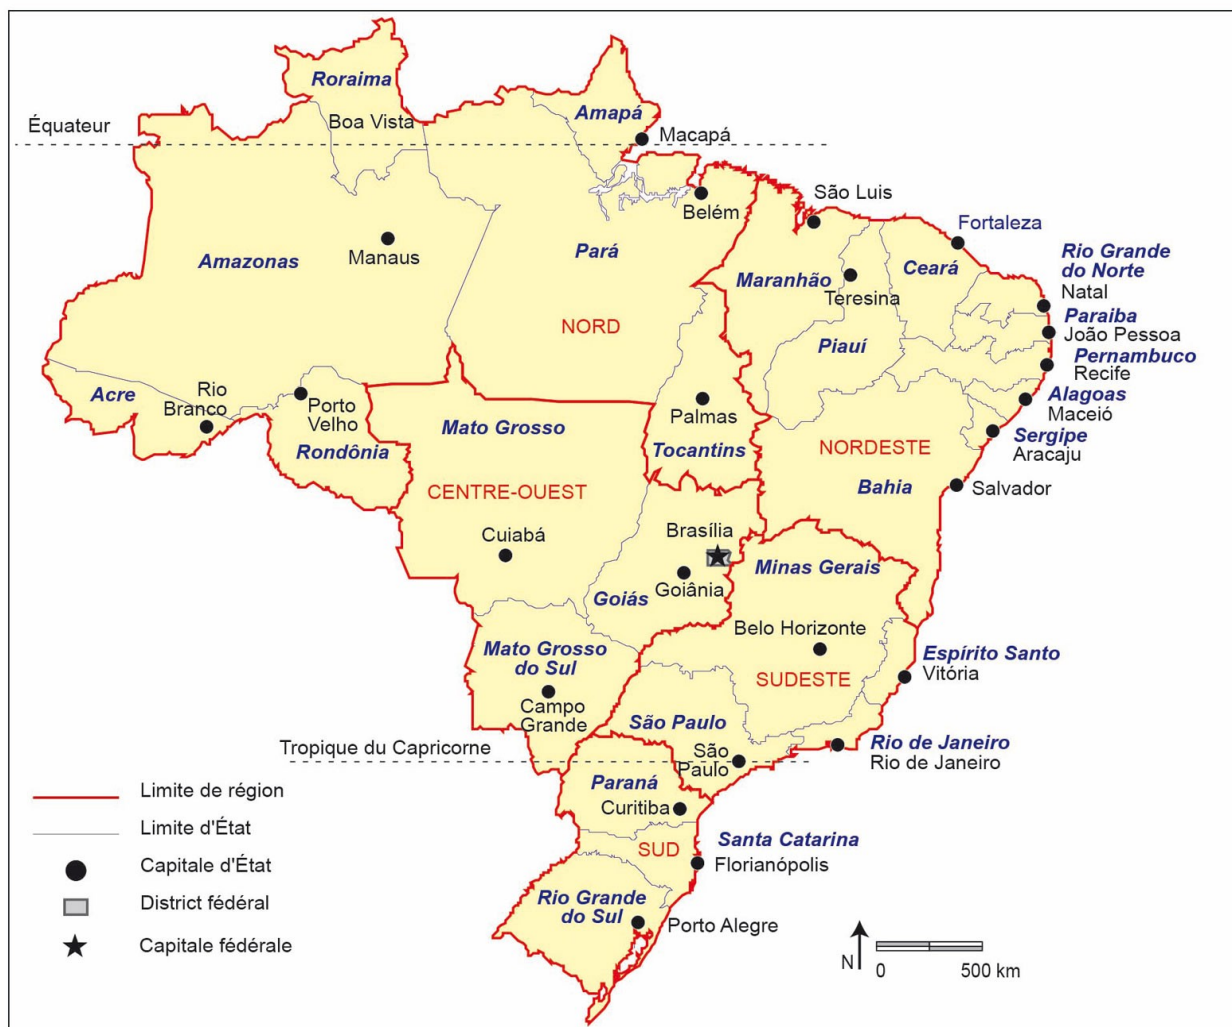 Roraima
Boa Vista
Amapá
Équateur
Macapá
Belém
São Luis
Fortaleza
Manaus
Amazonas
Pará
Maranhão
Teresina
Ceará
Rio Grande
do Norte
Natal
Paraiba
João Pessoa
Pernambuco
Recife
Alagoas
Maceió
Sergipe
Aracaju
NORD
Piauí
Acre
Rio
Branco
Porto
Velho
Rondônia
Mato Grosso
Palmas
Tocantins
NORDESTE
Bahia
Salvador
CENTRE-OUEST
Cuiabá
Brasília
Goiânia
Goiás
Minas Gerais
Belo Horizonte
Espírito Santo
Vitória
SUDESTE
Mato Grosso
do Sul
Campo
Grande
São Paulo
São
Paulo
Rio de Janeiro
Rio de Janeiro
Tropique du Capricorne
Paraná
Curitiba
Santa Catarina
Florianópolis
SUD
Rio Grande
do Sul
Porto Alegre
Limite de région
Limite d'État
Capitale d'État
District fédéral
Capitale fédérale
N
0 500 km